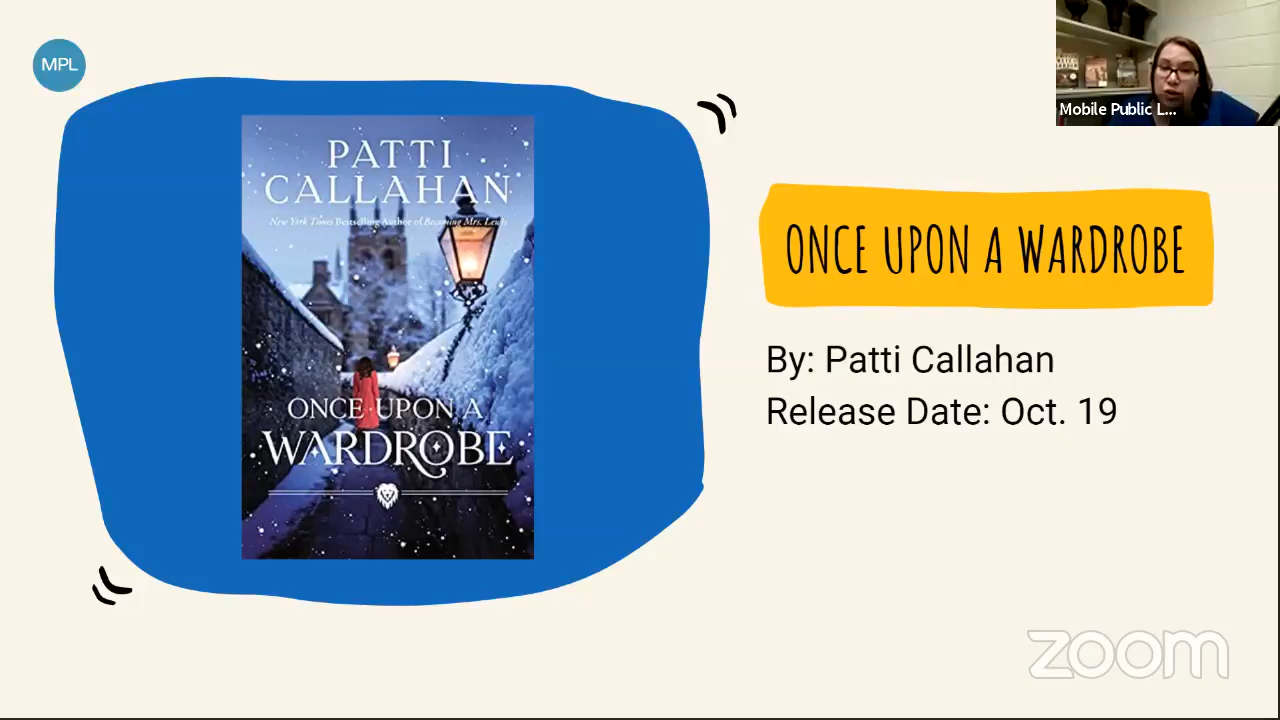 MPL
PATTI
CALLAHAN
New York Times Bestselling Author of Becoming Mrs. Lewis
ONCE UPON A
WARDROBE
Mobile Public L...
ONCE UPON A WARDROBE
By: Patti Callahan
Release Date: Oct. 19
zoom